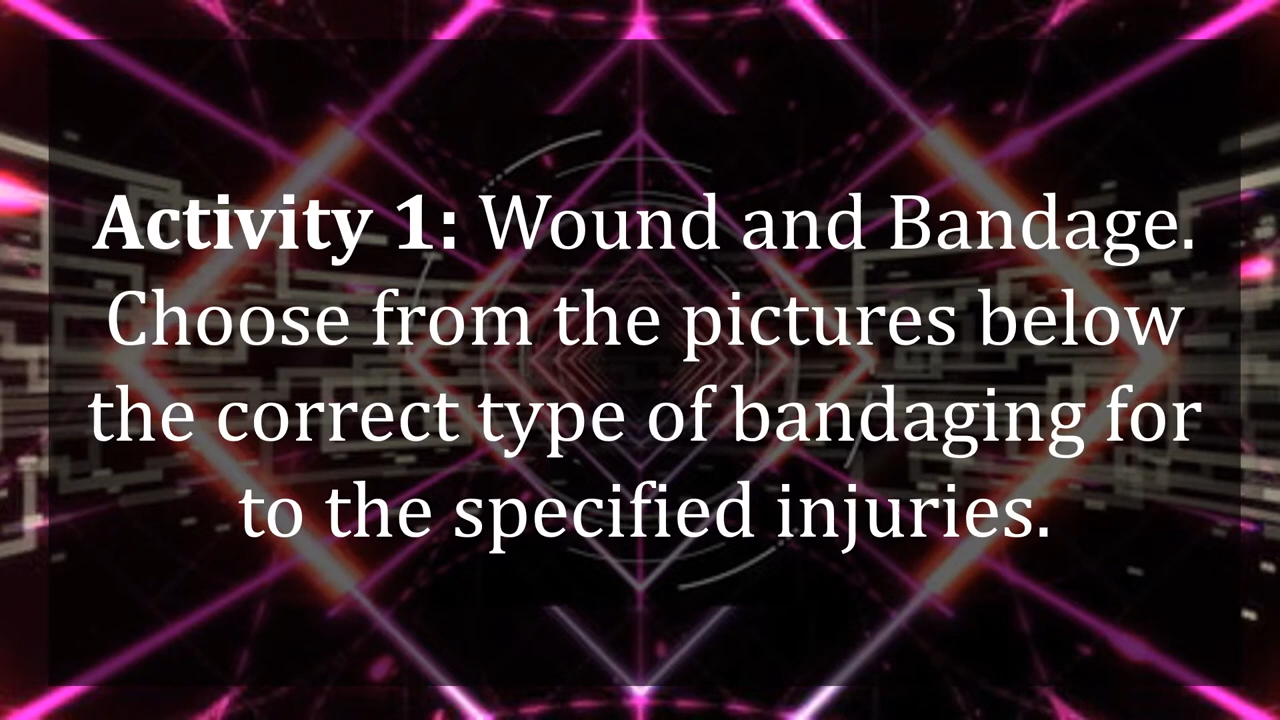 Activity 1: Wound and Bandage.
Choose from the pictures below
the correct type of bandaging for
to the specified injuries.